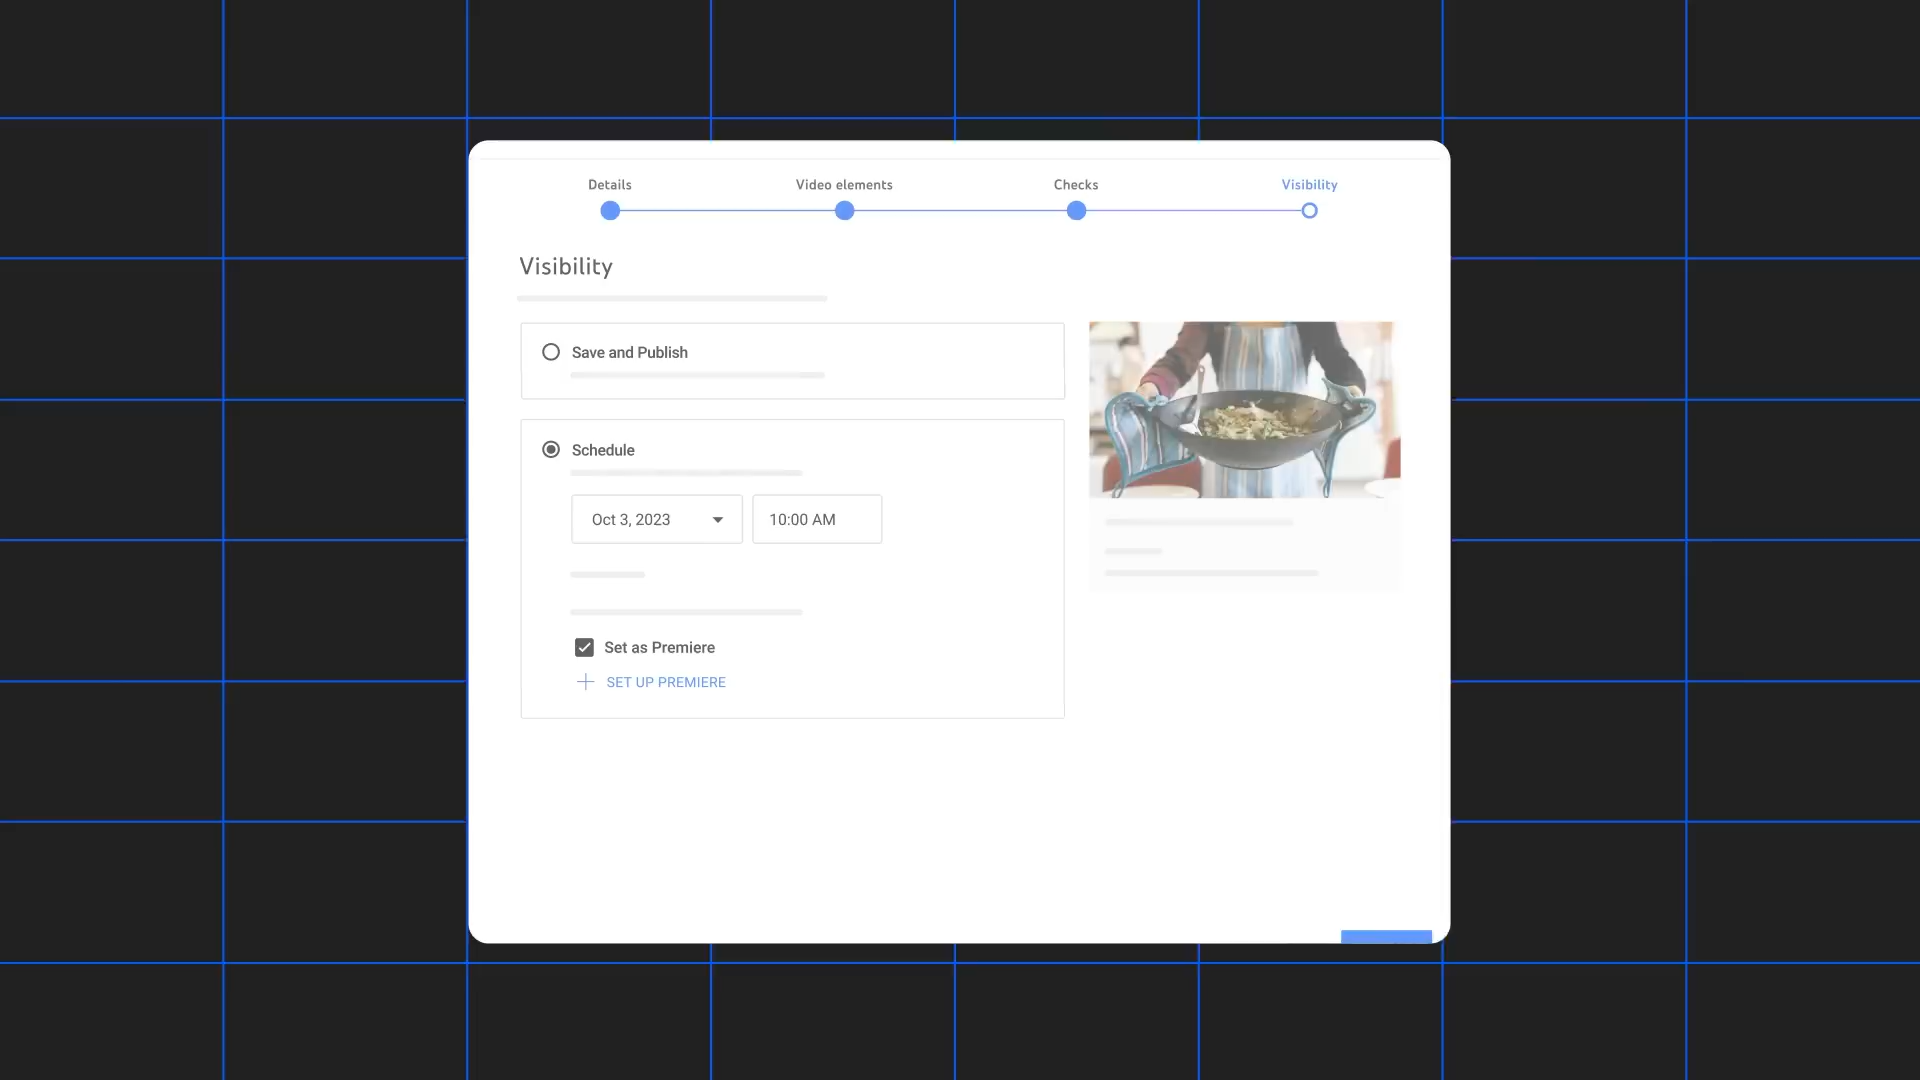 Details
Video elements
Checks
Visibility
Visibility
Save and Publish
Schedule
Oct 3, 2023
10:00 AM
Set as Premiere
SET UP PREMIERE